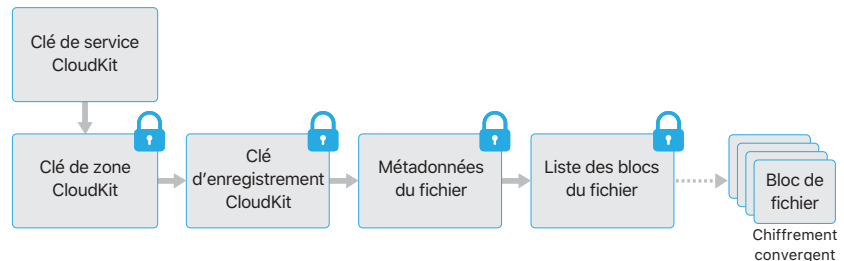 Clé de service
CloudKit
Clé de zone
CloudKit
Clé
d’enregistrement
CloudKit
Métadonnées
du fichier
Liste des blocs
du fichier
Bloc de
fichier
Chiffrement
convergent